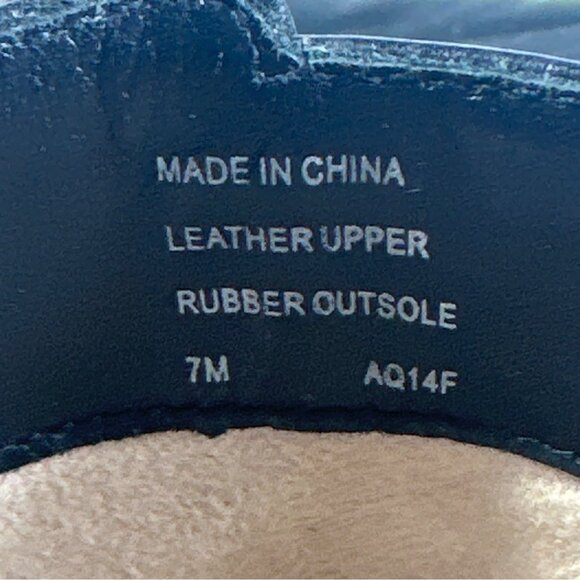 MADE IN CHINA
LEATHER UPPER
RUBBER OUTSOLE
7M AQ14F